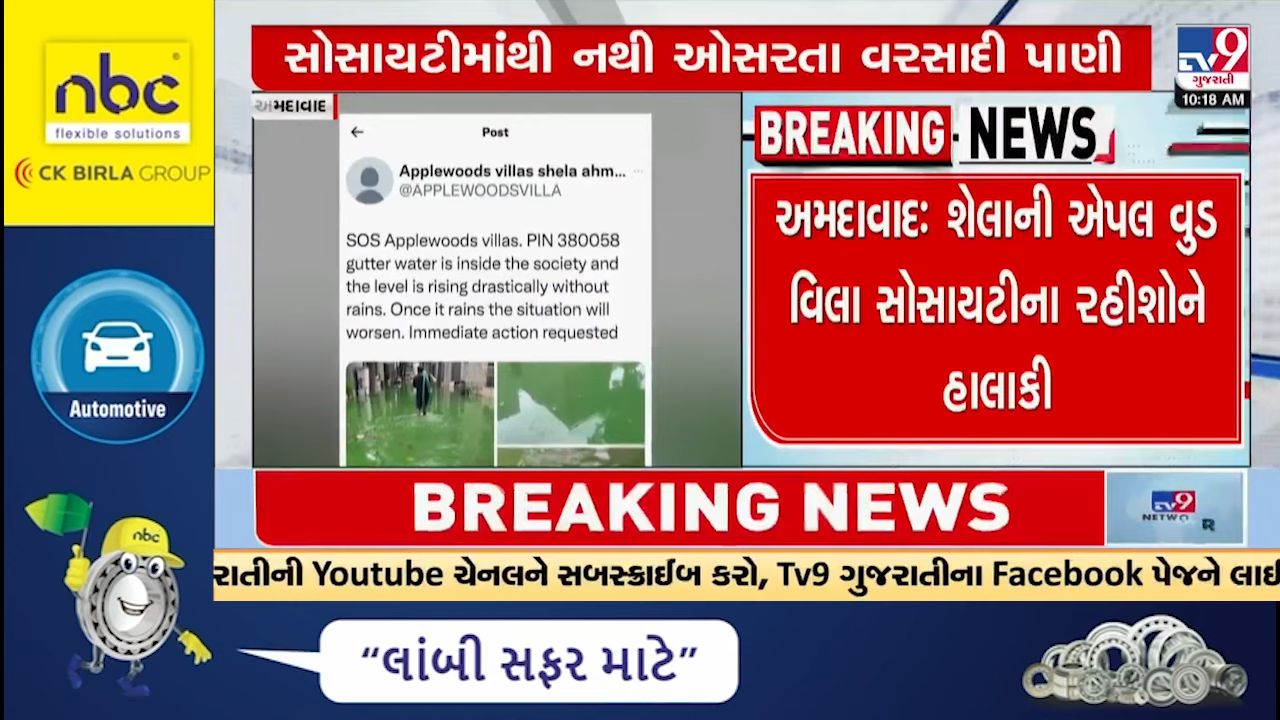 nbc
flexible solutions
CK BIRLA GROUP
સોસાયટીમાંથી નથી ઓસરતા વરસાદી પાણી
TV9
ગુજરાતી
10:18 AM
અમદાવાદ
Post
Applewoods villas shela ahm...
@APPLEWOODSVILLA
SOS Applewoods villas. PIN 380058
gutter water is inside the society and
the level is rising drastically without
rains. Once it rains the situation will
worsen. Immediate action requested
BREAKING NEWS
અમદાવાદઃ શેલાની એપલ વુડ
વિલા સોસાયટીના રહીશોને
હાલાકી
Automotive
BREAKING NEWS
TV9
NETWO R
રાતીની Youtube ચેનલને સબસ્ક્રાઈબ કરો, Tv9 ગુજરાતીના Facebook પેજને લાઈ
nbc
“લાંબી સફર માટે”